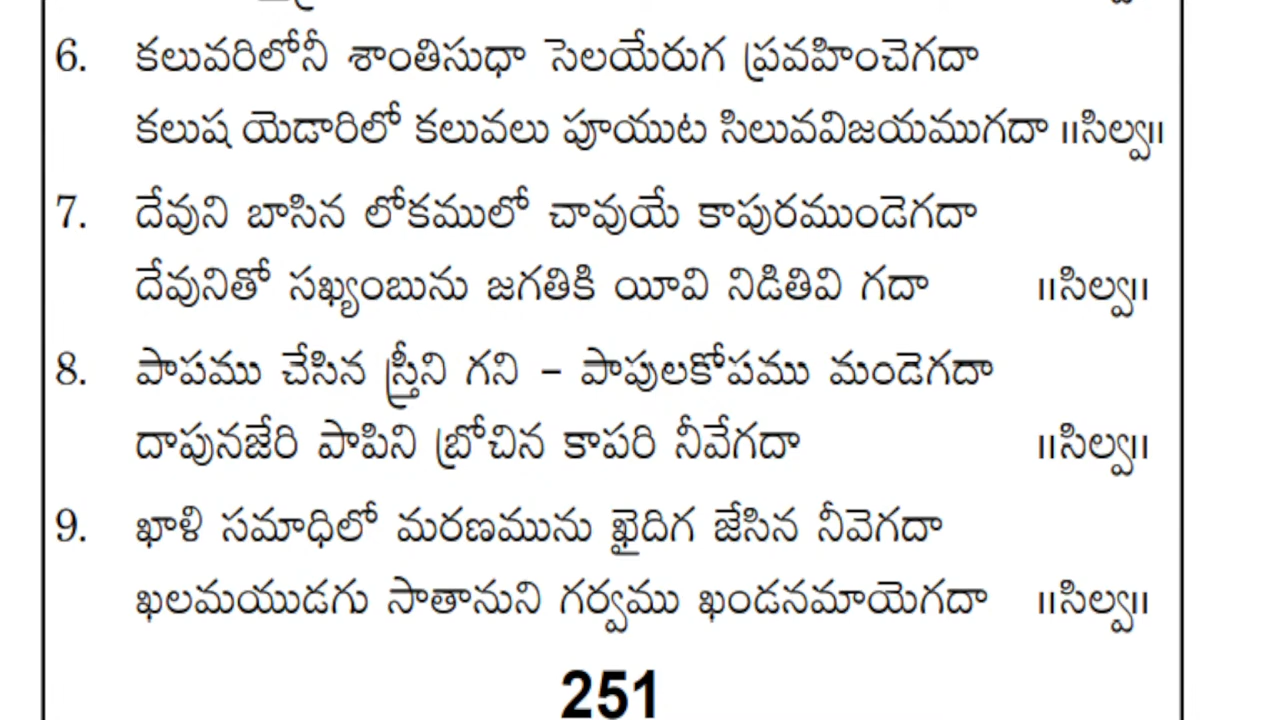 6. కలువరిలోనీ శాంతిసుధా సెలయేరుగ ప్రవహించెగదా
కలుష యెడారిలో కలువలు పూయుట సిలువవిజయముగదా ॥సిల్వ॥
7. దేవుని బాసిన లోకములో చావుయే కాపురముండెగదా
దేవునితో సఖ్యంబును జగతికి యీవి నిడితివి గదా ॥సిల్వ॥
8. పాపము చేసిన స్త్రీని గని – పాపులకోపము మండెగదా
దాపునజేరి పాపిని బ్రోచిన కాపరి నీవేగదా ॥సిల్వ॥
9. ఖాళి సమాధిలో మరణమును ఖైదిగ జేసిన నీవెగదా
ఖలమయుడగు సాతానుని గర్వము ఖండనమాయెగదా ॥సిల్వ॥
251